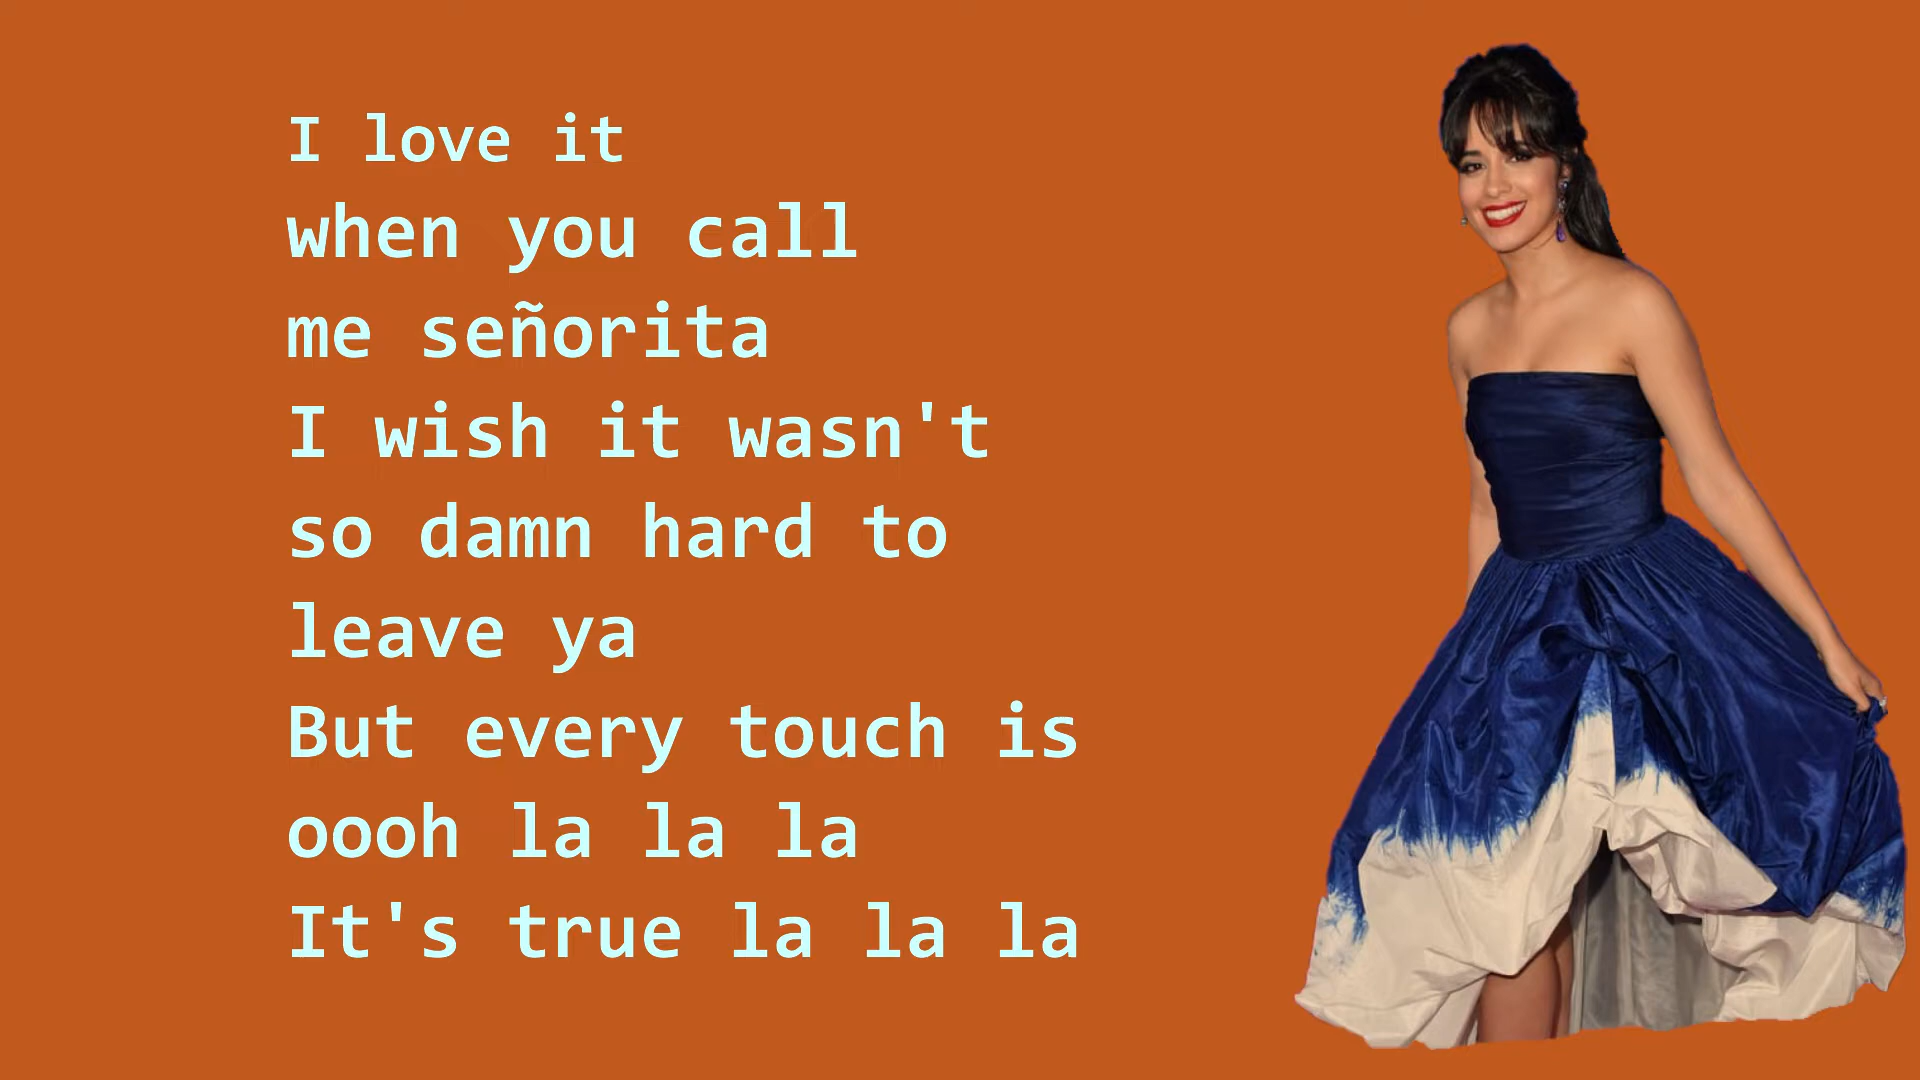 I love it
when you call
me señorita
I wish it wasn't
so damn hard to
leave ya
But every touch is
oooh la la la
It's true la la la